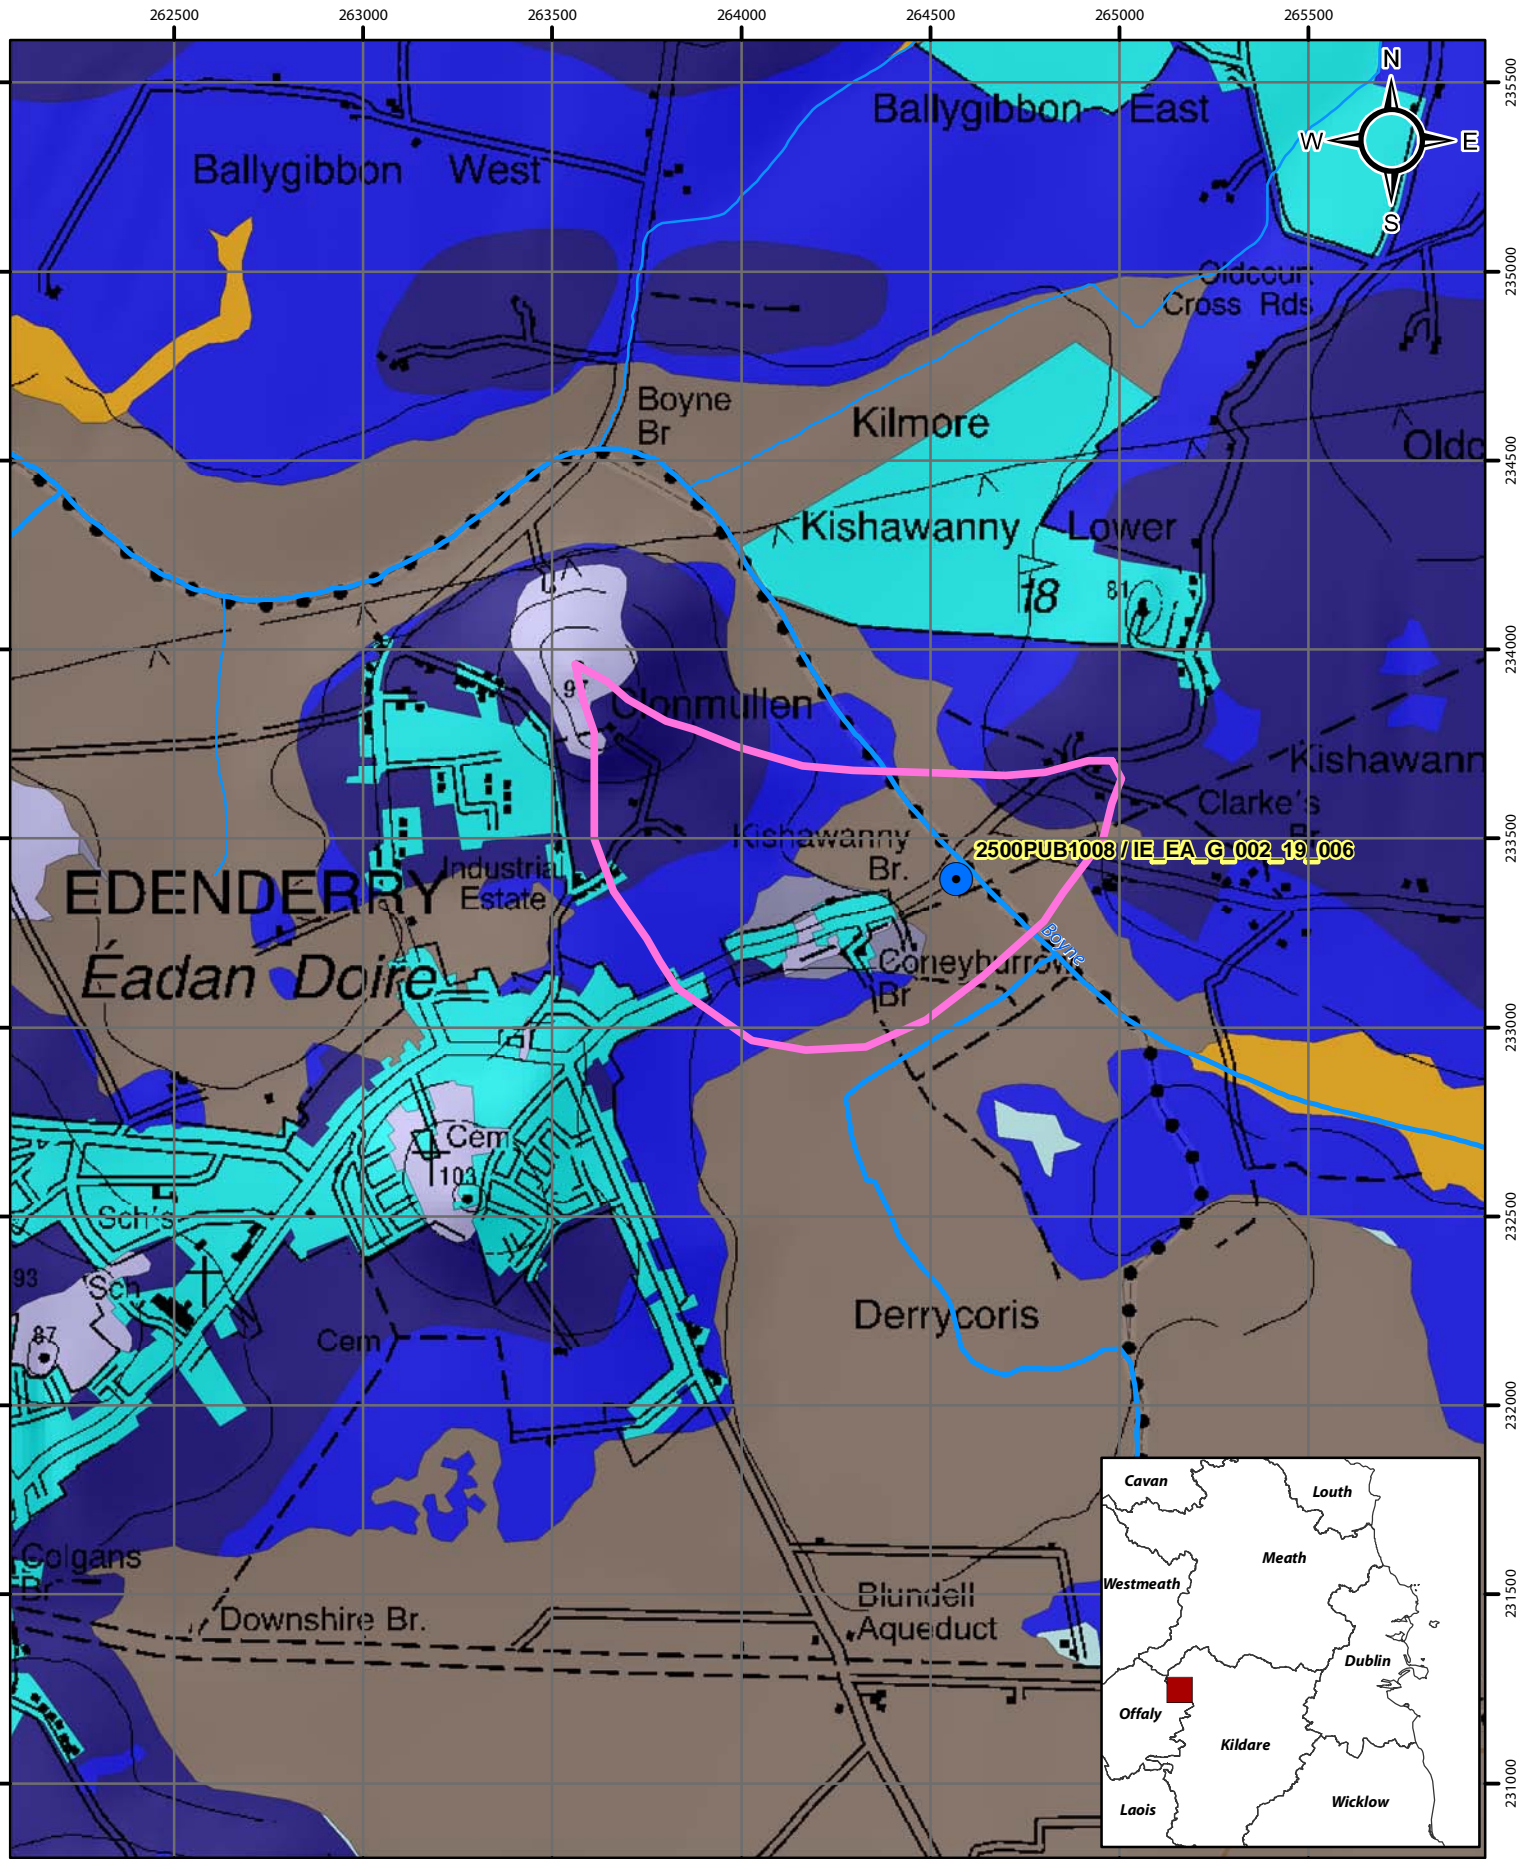 262500 263000 263500 264000 264500 265000 265500
N
W E
S
235500
235000
234500
234000
233500
233000
232500
232000
231500
231000
Ballygibbon East
Ballygibbon West
Oldcourt
Cross Rds
Boyne
Br
Kilmore
Oldc
Kishawanny Lower
18
81
Clonmullen
Kishawann
Clarke's
Br
Kishawanny
Br.
2500PUB1008 / IE_EA_G_002_19_006
Industrial
Estate
EDENDERRY
Éadan Doire
Boyne
Coneyburrow
Br
Cem
103
Sch's
93
Sch
87
Cem
Derrycoris
Colgans
Br
Downshire Br.
Blundell
Aqueduct
Cavan
Louth
Meath
Westmeath
Dublin
Offaly
Kildare
Laois
Wicklow